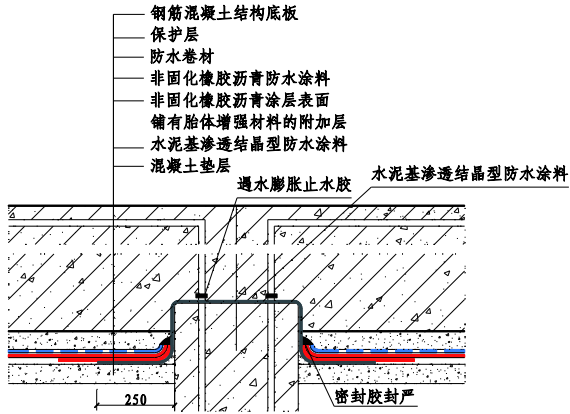 钢筋混凝土结构底板
保护层
防水卷材
非固化橡胶沥青防水涂料
非固化橡胶沥青涂层表面
铺有胎体增强材料的附加层
水泥基渗透结晶型防水涂料
混凝土垫层
遇水膨胀止水胶
水泥基渗透结晶型防水涂料
密封胶封严
250